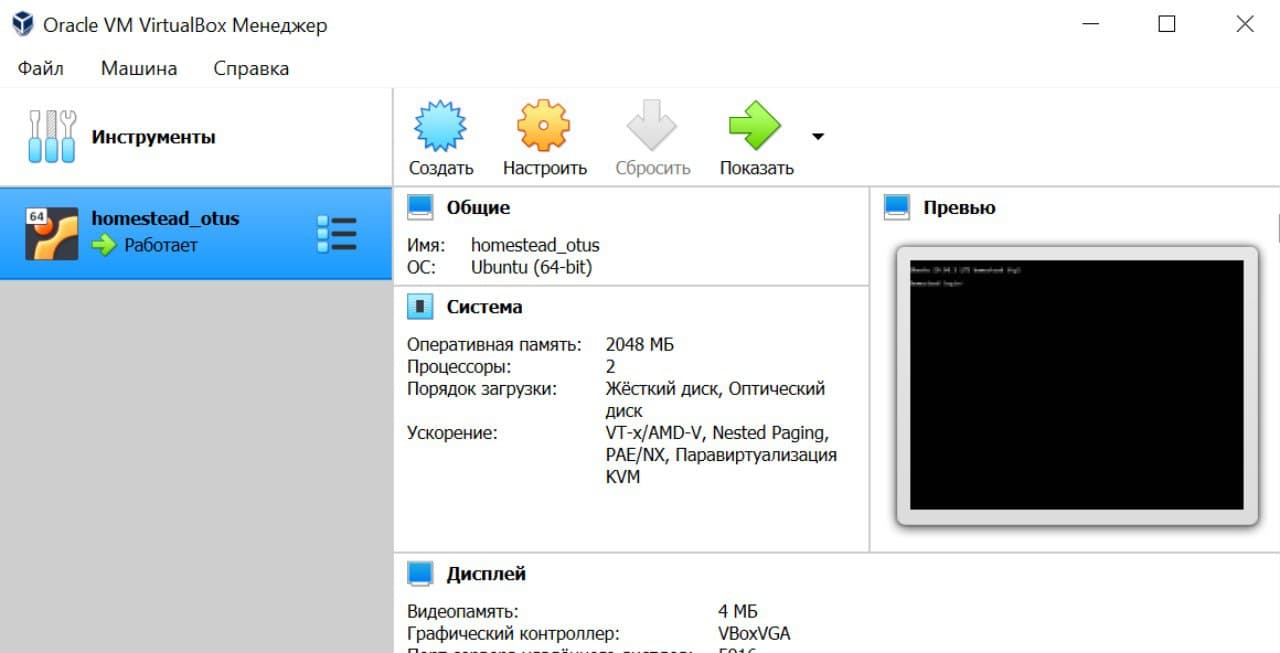 Oracle VM VirtualBox Менеджер
Файл Машина Справка
Инструменты
Создать Настроить Сбросить Показать
64
homestead_otus
Работает
Общие
Имя: homestead_otus
ОС: Ubuntu (64-bit)
Превью
Система
Оперативная память: 2048 МБ
Процессоры: 2
Порядок загрузки: Жёсткий диск, Оптический
диск
Ускорение: VT-x/AMD-V, Nested Paging,
PAE/NX, Паравиртуализация
KVM
Дисплей
Видеопамять: 4 МБ
Графический контроллер: VBoxVGA